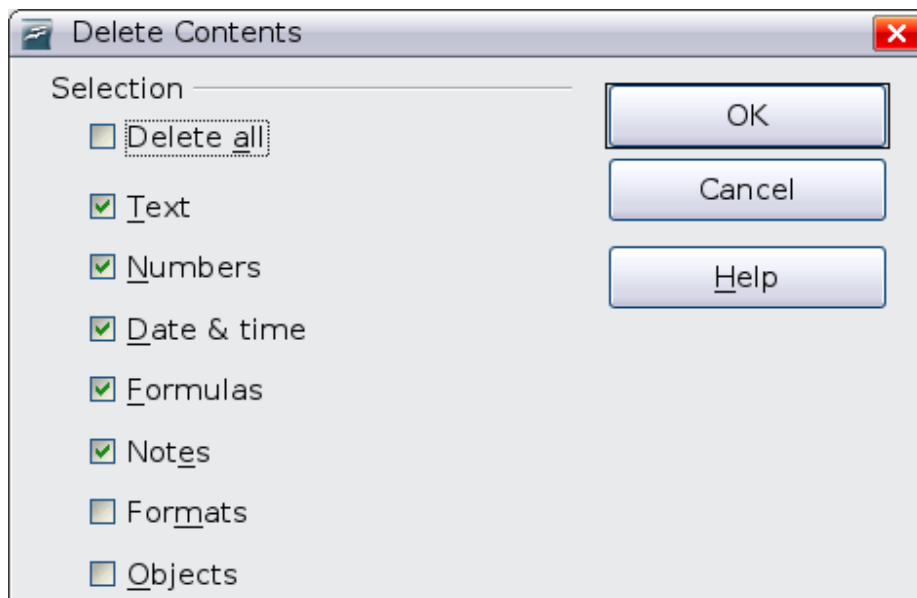 Delete Contents
Selection
Delete all
Text
Numbers
Date & time
Formulas
Notes
Formats
Objects
OK
Cancel
Help